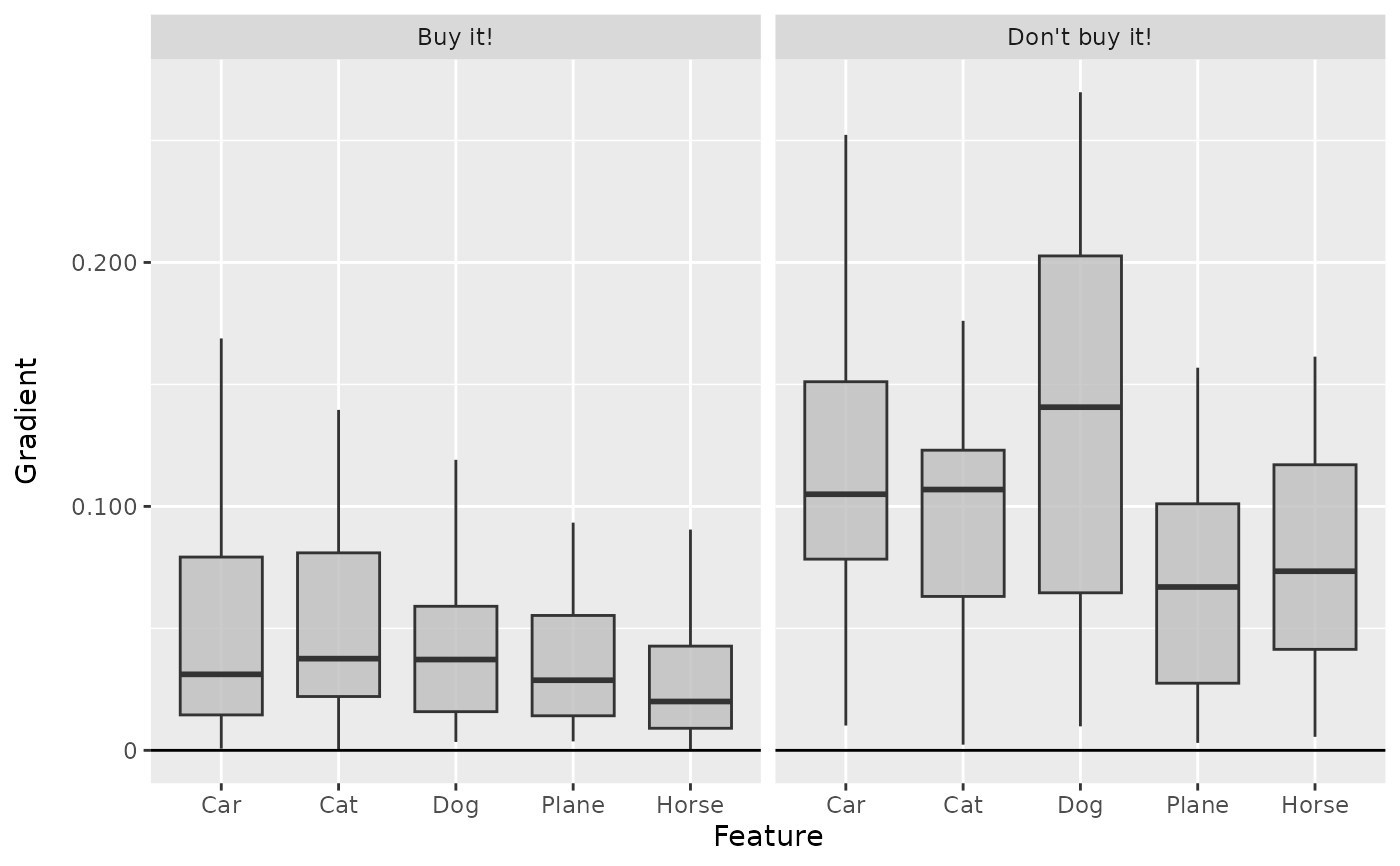 Buy it!
Don't buy it!
Gradient
0.200
0.100
0
Car Cat Dog Plane Horse
Car Cat Dog Plane Horse
Feature